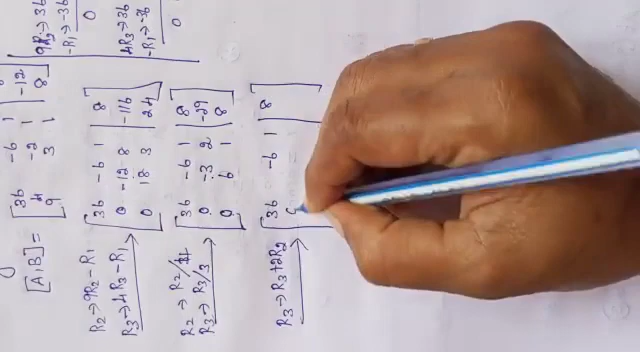 36 -6 1
[A,B] = 4 -2 1 | -12
9 3 1 8
9R2→36
-R1→-36
0
4R3→36
-R1→-36
0
36 -6 1 | 8
R2→9R2-R1 0 -12 8 | -116
R3→4R3-R1 0 18 3 | 24
36 -6 1 | 8
R2→R2/4 0 -3 2 | -29
R3→R3/3 0 6 1 | 8
36 -6 1 | 8
R3→R3+2R2